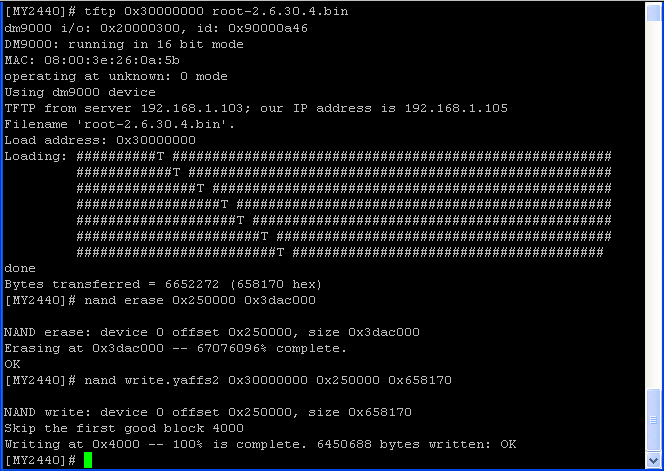 [MY2440]# tftp 0x30000000 root-2.6.30.4.bin
dm9000 i/o: 0x20000300, id: 0x90000a46
DM9000: running in 16 bit mode
MAC: 08:00:3e:26:0a:5b
operating at unknown: 0 mode
Using dm9000 device
TFTP from server 192.168.1.103; our IP address is 192.168.1.105
Filename 'root-2.6.30.4.bin'.
Load address: 0x30000000
Loading: ##########T #######################################################
############T #####################################################
###############T ##################################################
##################T ###############################################
####################T #############################################
#######################T ##########################################
#########################T #######################################
done
Bytes transferred = 6652272 (658170 hex)
[MY2440]# nand erase 0x250000 0x3dac000
NAND erase: device 0 offset 0x250000, size 0x3dac000
Erasing at 0x3dac000 -- 67076096% complete.
OK
[MY2440]# nand write.yaffs2 0x30000000 0x250000 0x658170
NAND write: device 0 offset 0x250000, size 0x658170
Skip the first good block 4000
Writing at 0x4000 -- 100% is complete. 6450688 bytes written: OK
[MY2440]#